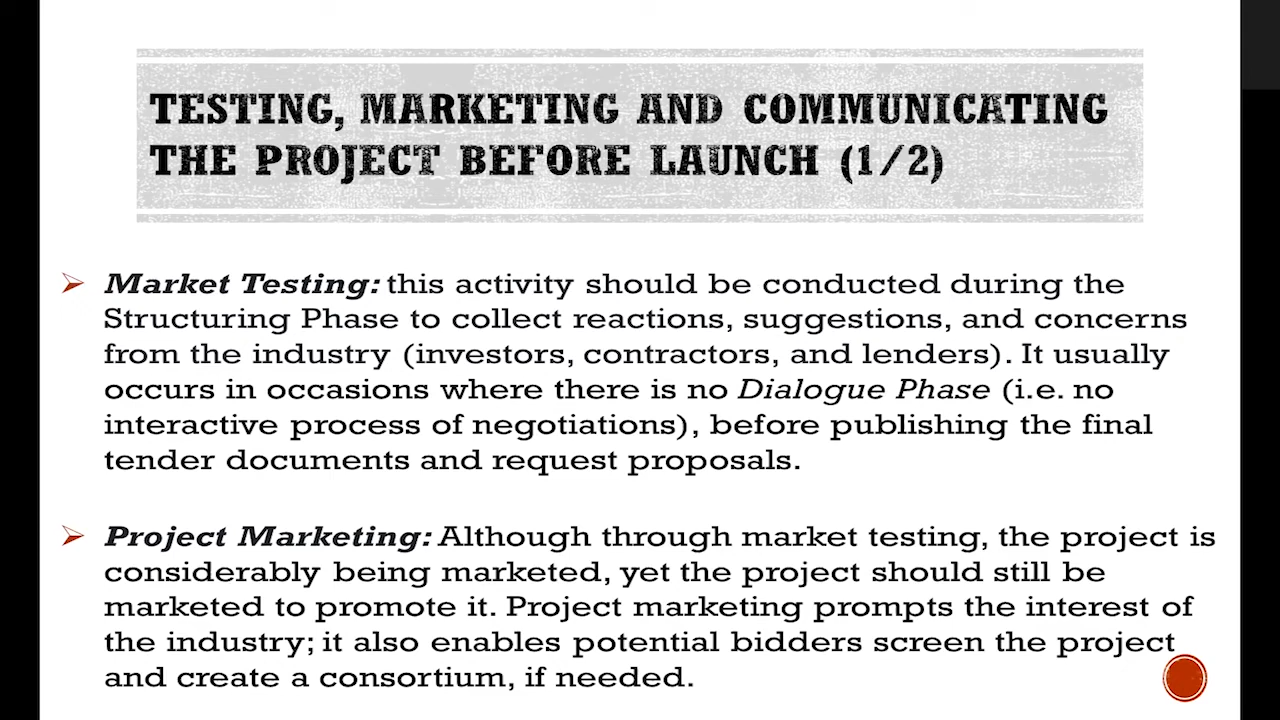 TESTING, MARKETING AND COMMUNICATING
THE PROJECT BEFORE LAUNCH (1/2)
Market Testing: this activity should be conducted during the
Structuring Phase to collect reactions, suggestions, and concerns
from the industry (investors, contractors, and lenders). It usually
occurs in occasions where there is no Dialogue Phase (i.e. no
interactive process of negotiations), before publishing the final
tender documents and request proposals.
Project Marketing: Although through market testing, the project is
considerably being marketed, yet the project should still be
marketed to promote it. Project marketing prompts the interest of
the industry; it also enables potential bidders screen the project
and create a consortium, if needed.